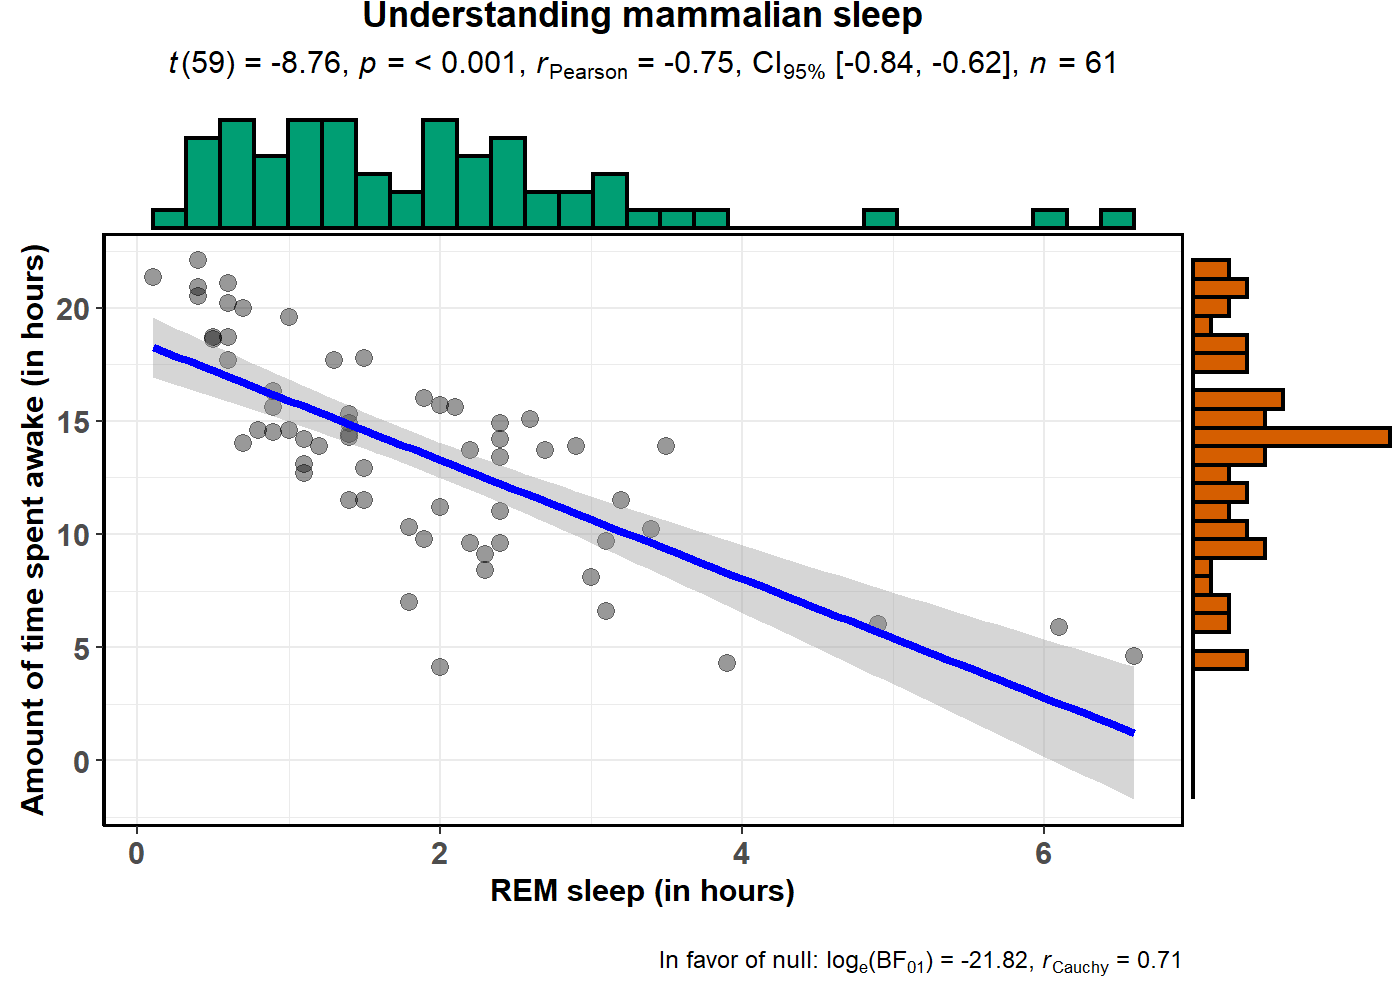 Understanding mammalian sleep
t(59) = -8.76, p = < 0.001, rPearson = -0.75, CI95% [-0.84, -0.62], n = 61
Amount of time spent awake (in hours)
20
15
10
5
0
0 2 4 6
REM sleep (in hours)
In favor of null: loge(BF01) = -21.82, rCauchy = 0.71